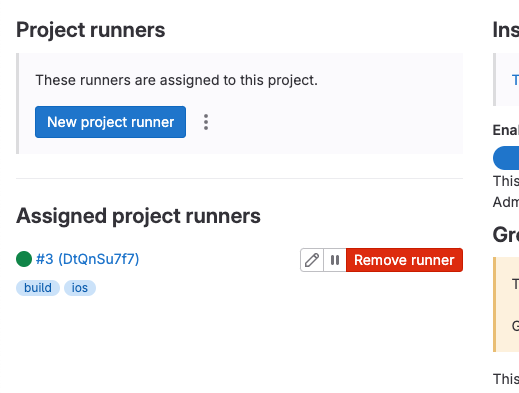 Project runners
These runners are assigned to this project.
New project runner
Assigned project runners
#3 (DtQnSu7f7)
Remove runner
build
ios
Ins
T
Enal
This
Adm
Gr
T
G
This